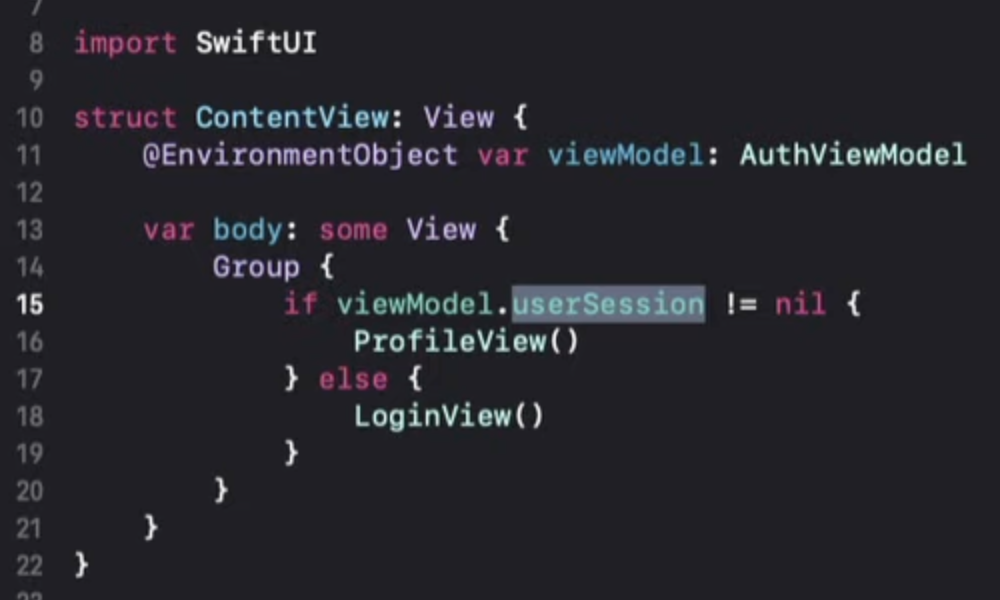 7
8 import SwiftUI
9
10 struct ContentView: View {
11     @EnvironmentObject var viewModel: AuthViewModel
12
13     var body: some View {
14         Group {
15             if viewModel.userSession != nil {
16                 ProfileView()
17             } else {
18                 LoginView()
19             }
20         }
21     }
22 }
23